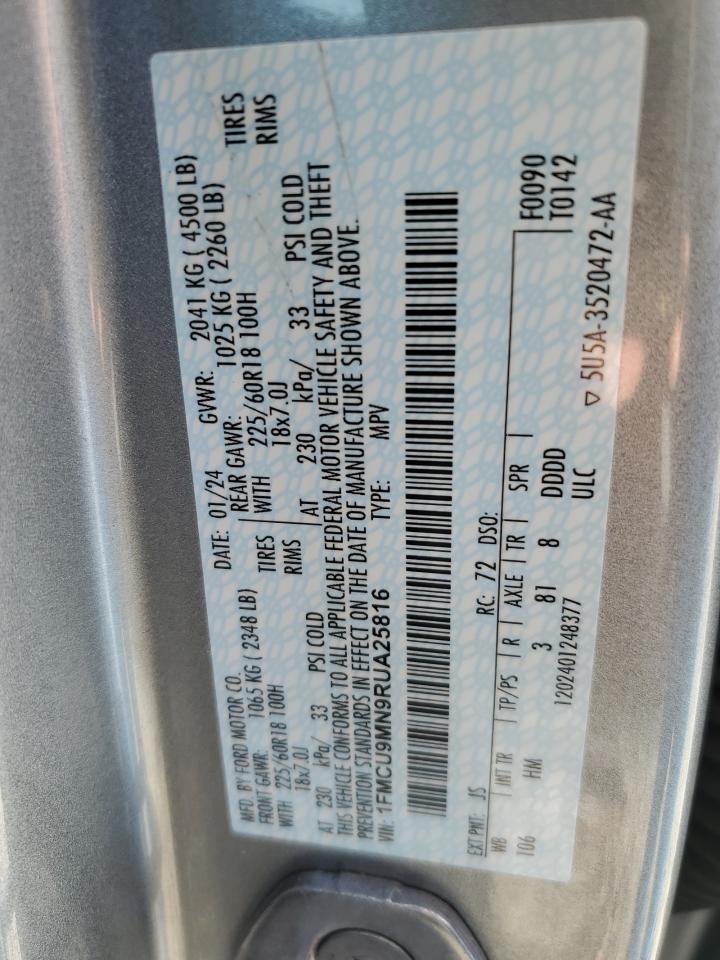 MFD. BY FORD MOTOR CO. DATE: 01/24 GVWR: 2041 KG ( 4500 LB)
FRONT GAWR: 1065 KG ( 2348 LB) REAR GAWR: 1025 KG ( 2260 LB)
WITH 225/60R18 100H TIRES WITH 225/60R18 100H TIRES
18x7.0J RIMS 18x7.0J RIMS
AT 230 kPa/ 33 PSI COLD AT 230 kPa/ 33 PSI COLD
THIS VEHICLE CONFORMS TO ALL APPLICABLE FEDERAL MOTOR VEHICLE SAFETY AND THEFT
PREVENTION STANDARDS IN EFFECT ON THE DATE OF MANUFACTURE SHOWN ABOVE.
VIN: 1FMCU9MN9RUA25816 TYPE: MPV
EXT PNT: JS RC: 72 DSO:
WB INT TR TP/PS R AXLE TR SPR F0090
106 HM 3 81 8 DDDD T0142
1202401248377 ULC
▽ 5U5A-3520472-AA